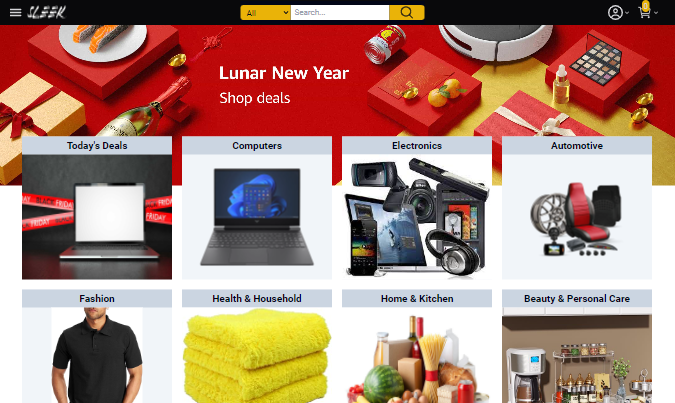 SLEEK
All
Search...
0
Lunar New Year
Shop deals
Today's Deals
Computers
Electronics
Automotive
BLACK FRIDAY
Fashion
Health & Household
Home & Kitchen
Beauty & Personal Care